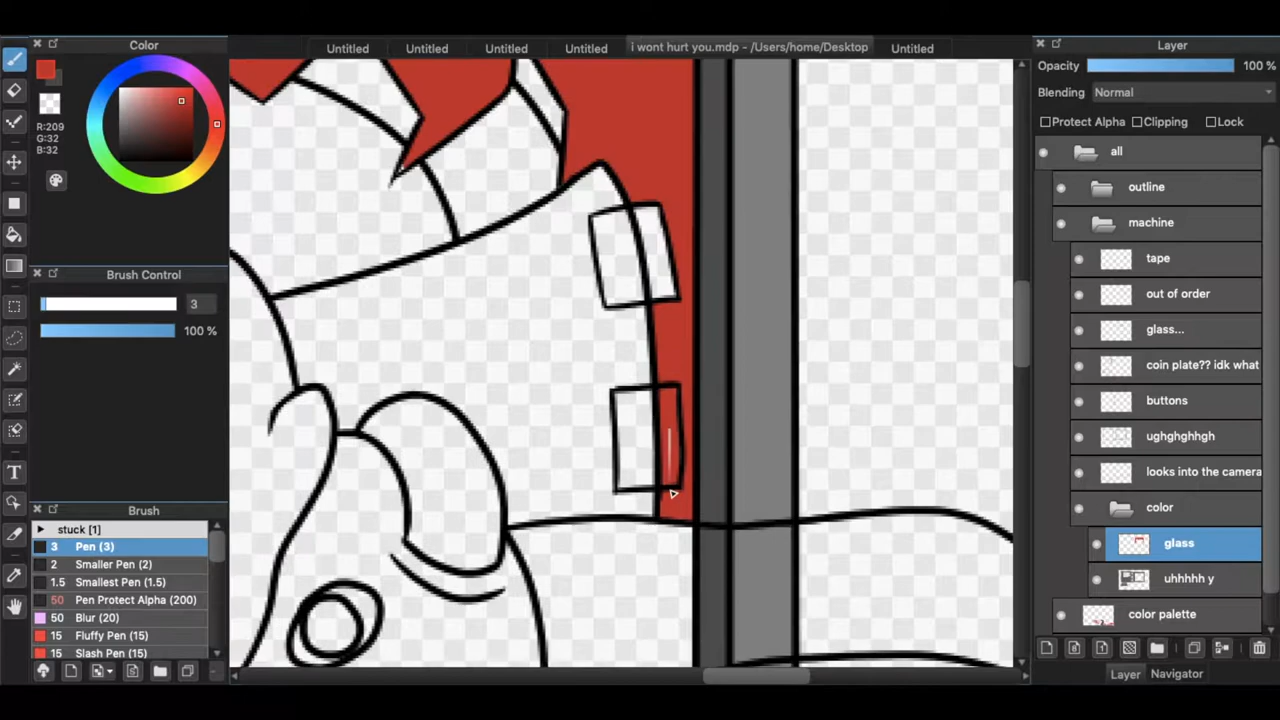 Color
Untitled
Untitled
Untitled
Untitled
i wont hurt you.mdp - /Users/home/Desktop
Untitled
Layer
Opacity 100 %
Blending Normal
Protect Alpha Clipping Lock
R:209
G:32
B:32
Brush Control
3
100 %
Brush
stuck [1]
3 Pen (3)
2 Smaller Pen (2)
1.5 Smallest Pen (1.5)
50 Pen Protect Alpha (200)
50 Blur (20)
15 Fluffy Pen (15)
15 Slash Pen (15)
all
outline
machine
tape
out of order
glass...
coin plate?? idk what
buttons
ughghghhgh
looks into the camera
color
glass
uhhhhh y
color palette
Layer Navigator